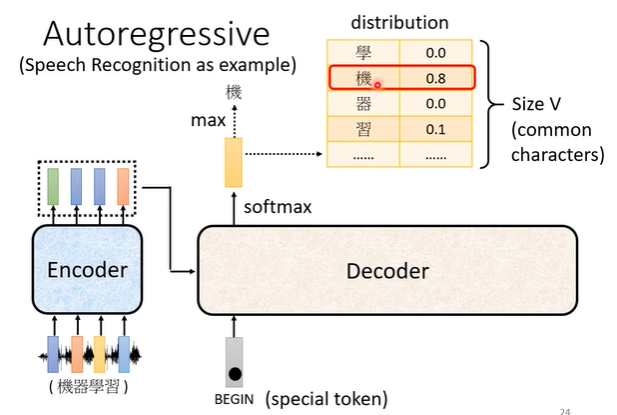 Autoregressive
(Speech Recognition as example)
distribution
學 0.0
機 0.8
器 0.0
習 0.1
...... ......
Size V
(common
characters)
機
max
softmax
Encoder
Decoder
(機器學習)
BEGIN (special token)
24